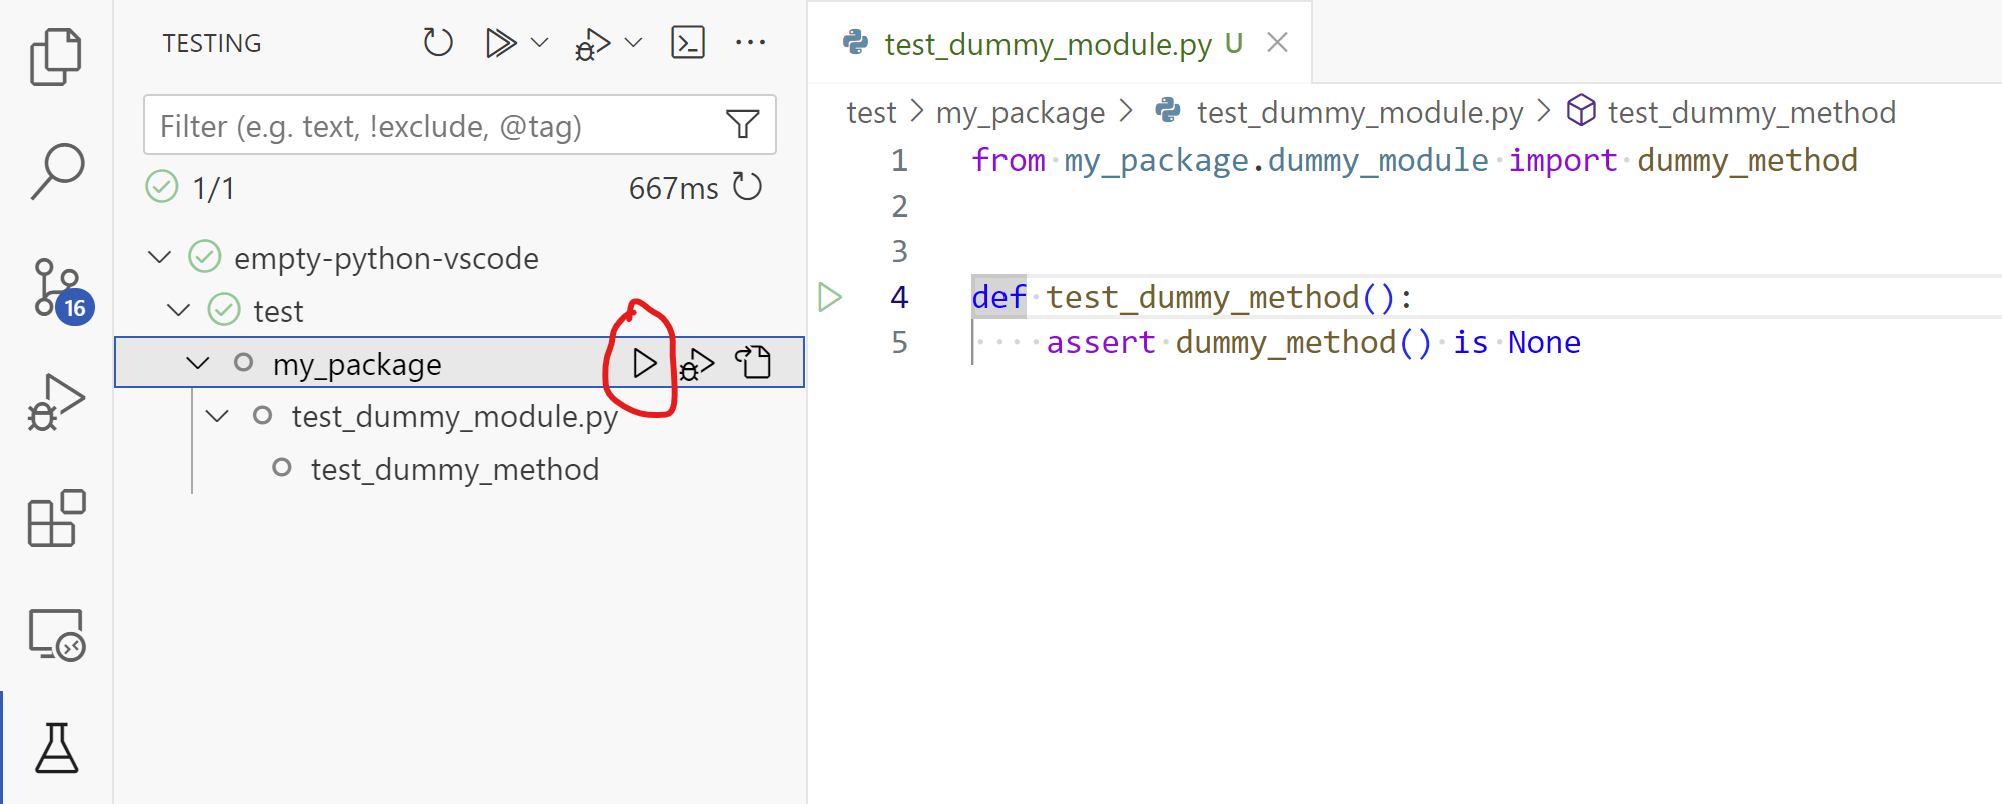 TESTING
Filter (e.g. text, !exclude, @tag)
1/1 667ms
empty-python-vscode
test
my_package
test_dummy_module.py
test_dummy_method
16
test_dummy_module.py U
test > my_package > test_dummy_module.py > test_dummy_method
1 from my_package.dummy_module import dummy_method
2
3
4 def test_dummy_method():
5 assert dummy_method() is None